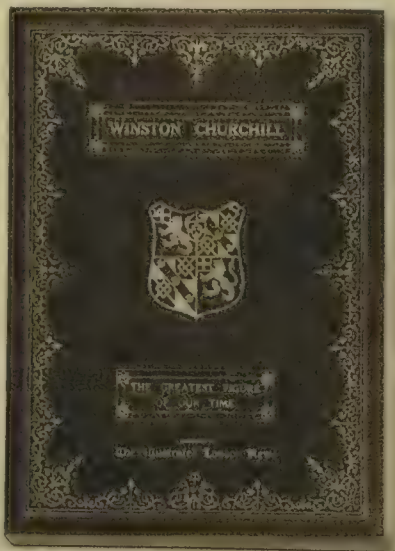 WINSTON CHURCHILL
THE GREATEST FIGURE
OF OUR TIME
The Illustrated London News